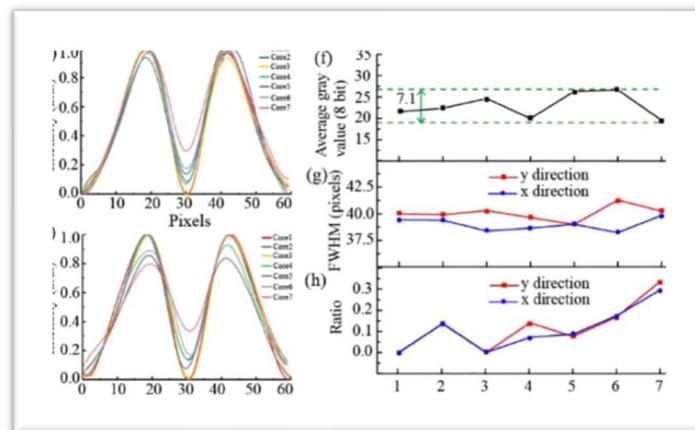 1.0
0.8
0.6
0.4
0.2
0.0
0 10 20 30 40 50 60
Pixels
Core2
Core3
Core4
Core5
Core6
Core7
1.0
0.8
0.6
0.4
0.2
0.0
0 10 20 30 40 50 60
Core1
Core2
Core3
Core4
Core5
Core6
Core7
(f)
Average gray
value (8 bit)
35
30
25
20
15
7.1
(g)
FWHM (pixels)
42.5
40.0
37.5
y direction
x direction
(h)
Ratio
0.3
0.2
0.1
0.0
y direction
x direction
1 2 3 4 5 6 7